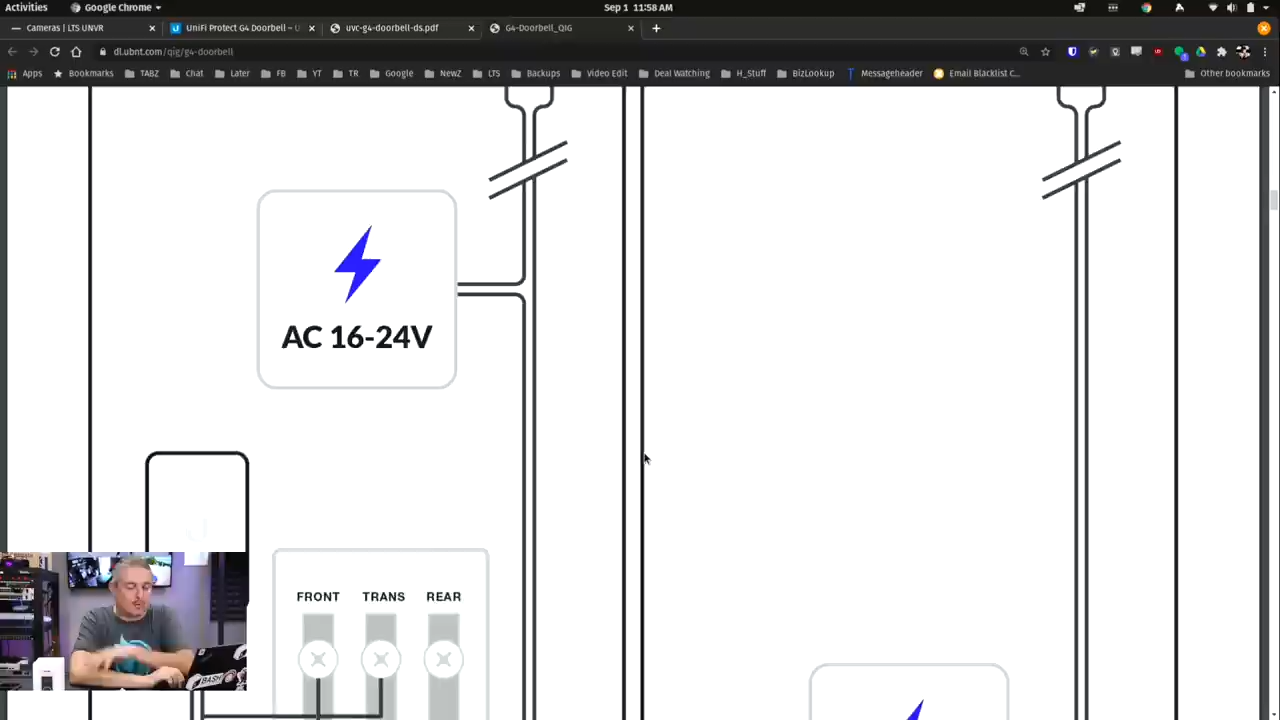 Activities
Google Chrome
Sep 1 11:58 AM
Cameras | LTS UNVR
UniFi Protect G4 Doorbell –
uvc-g4-doorbell-ds.pdf
G4-Doorbell_QIG
dl.ubnt.com/qig/g4-doorbell
Apps
Bookmarks
TABZ
Chat
Later
FB
YT
TR
Google
NewZ
LTS
Backups
Video Edit
Deal Watching
H_Stuff
BizLookup
Messageheader
Email Blacklist C...
Other bookmarks
AC 16-24V
FRONT TRANS REAR
BASH